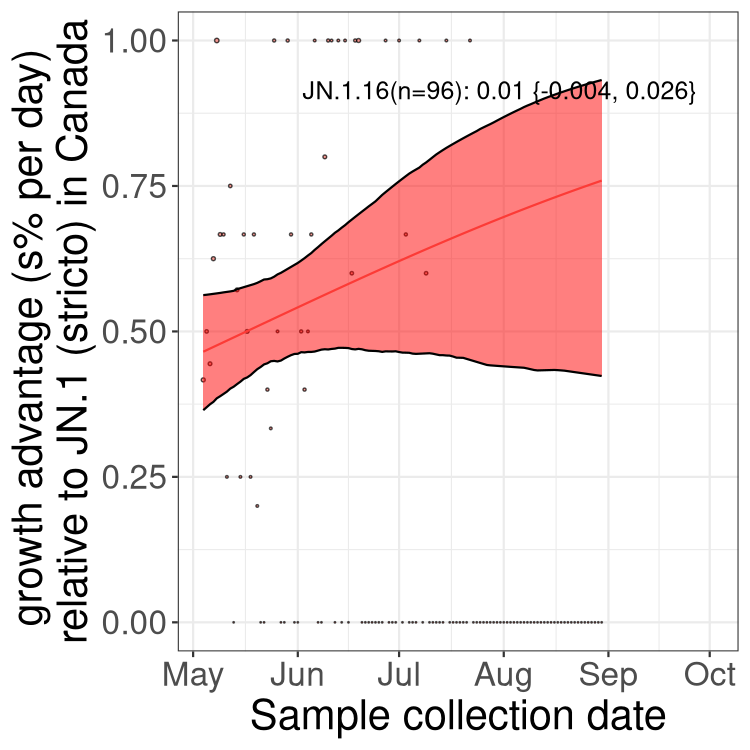 growth advantage (s% per day)
relative to JN.1 (stricto) in Canada
1.00
0.75
0.50
0.25
0.00
JN.1.16(n=96): 0.01 {-0.004, 0.026}
May Jun Jul Aug Sep Oct
Sample collection date